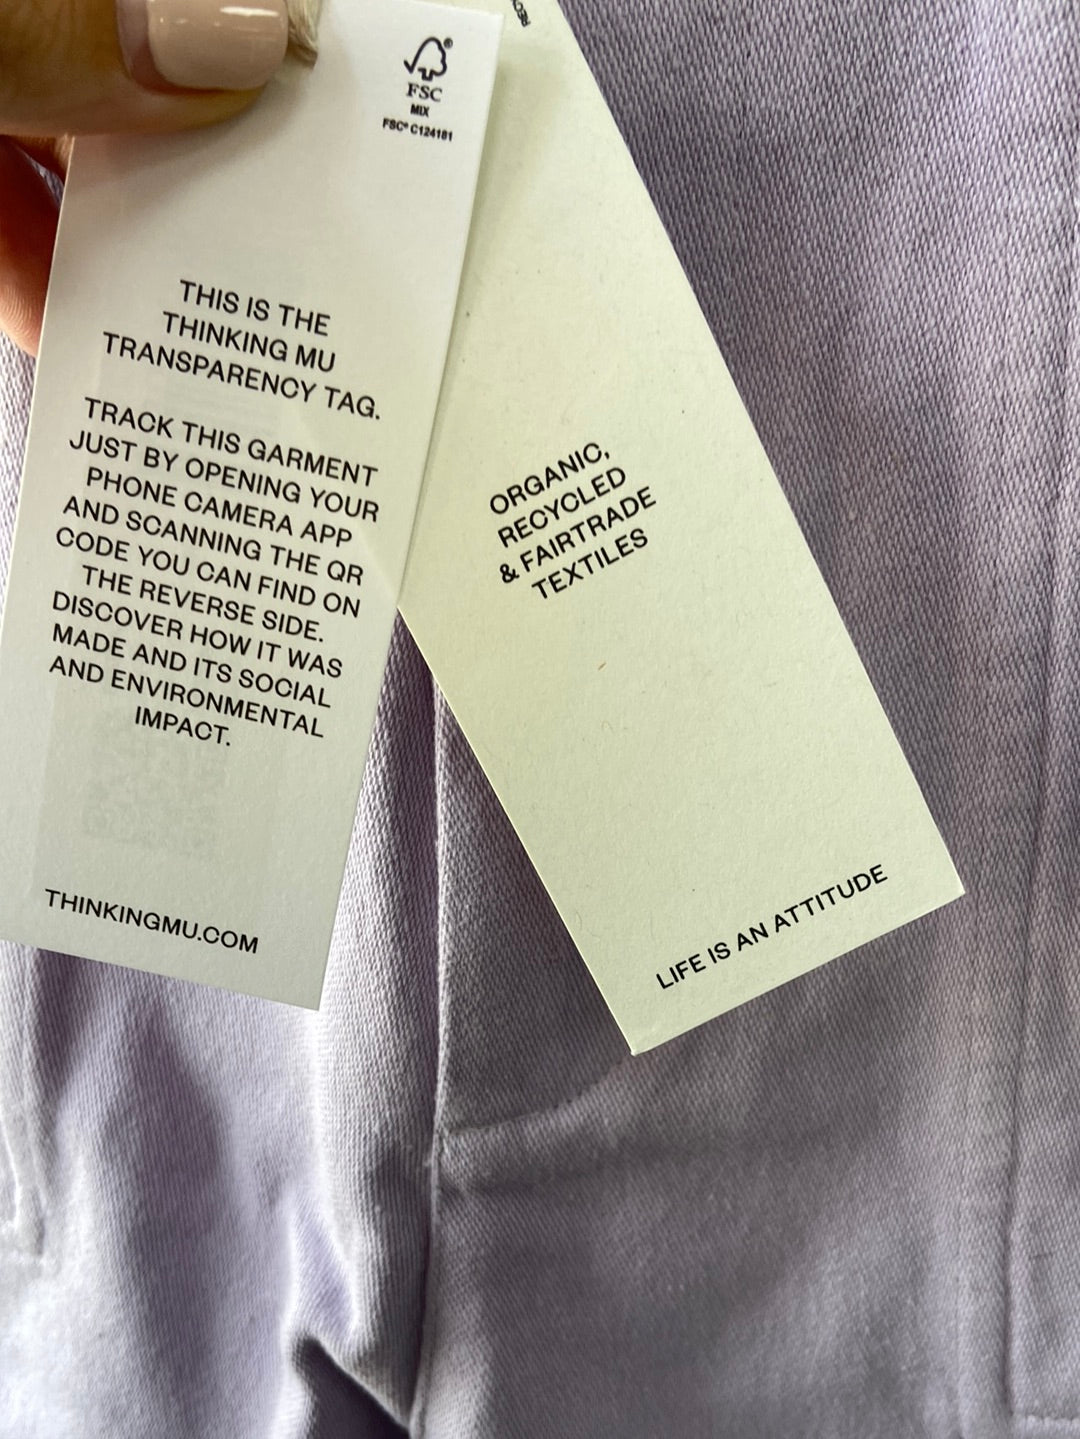 FSC®
MIX
FSC® C124181
THIS IS THE
THINKING MU
TRANSPARENCY TAG.
TRACK THIS GARMENT
JUST BY OPENING YOUR
PHONE CAMERA APP
AND SCANNING THE QR
CODE YOU CAN FIND ON
THE REVERSE SIDE.
DISCOVER HOW IT WAS
MADE AND ITS SOCIAL
AND ENVIRONMENTAL
IMPACT.
THINKINGMU.COM
ORGANIC,
RECYCLED
& FAIRTRADE
TEXTILES
LIFE IS AN ATTITUDE